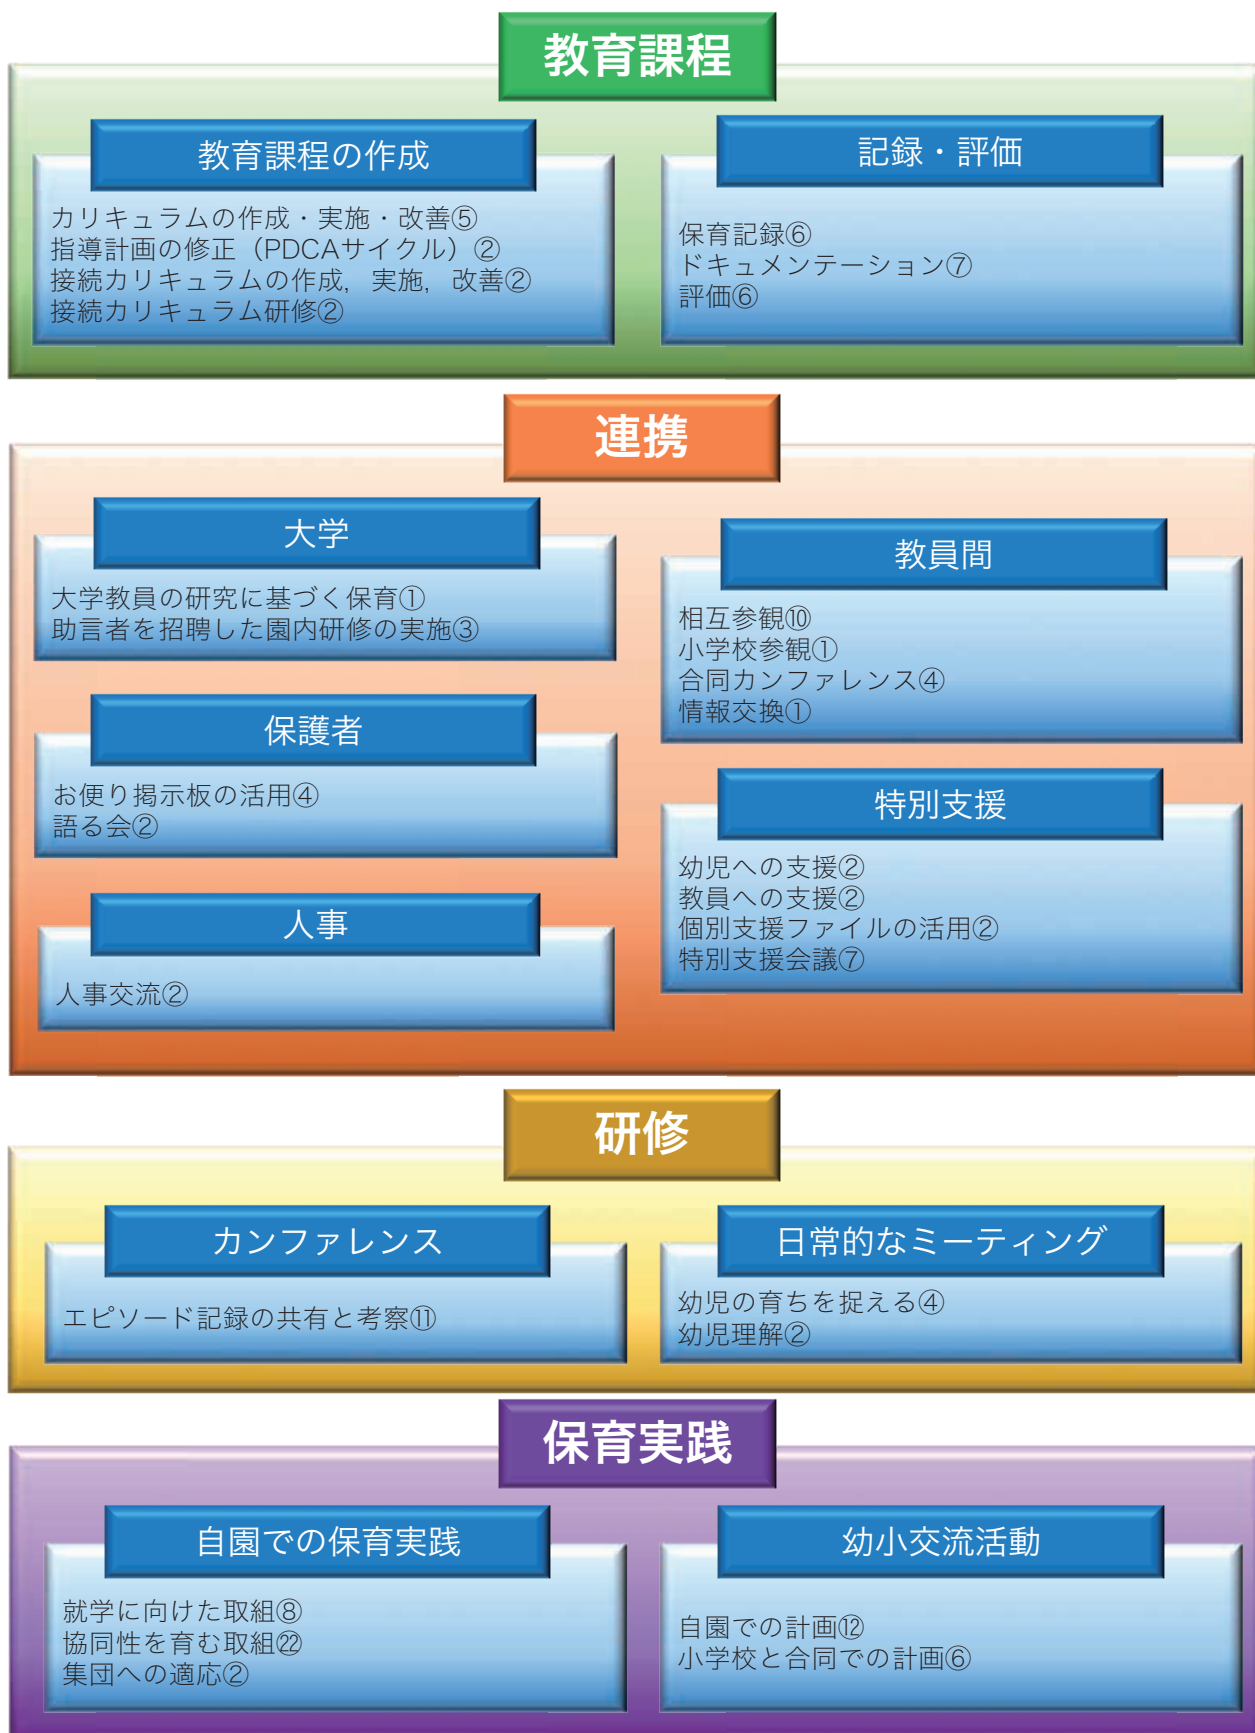 教育課程
教育課程の作成
カリキュラムの作成・実施・改善⑤
指導計画の修正（PDCAサイクル）②
接続カリキュラムの作成，実施，改善②
接続カリキュラム研修②
記録・評価
保育記録⑥
ドキュメンテーション⑦
評価⑥
連携
大学
大学教員の研究に基づく保育①
助言者を招聘した園内研修の実施③
保護者
お便り掲示板の活用④
語る会②
人事
人事交流②
教員間
相互参観⑩
小学校参観①
合同カンファレンス④
情報交換①
特別支援
幼児への支援②
教員への支援②
個別支援ファイルの活用②
特別支援会議⑦
研修
カンファレンス
エピソード記録の共有と考察⑪
日常的なミーティング
幼児の育ちを捉える④
幼児理解②
保育実践
自園での保育実践
就学に向けた取組⑧
協同性を育む取組㉒
集団への適応②
幼小交流活動
自園での計画⑫
小学校と合同での計画⑥